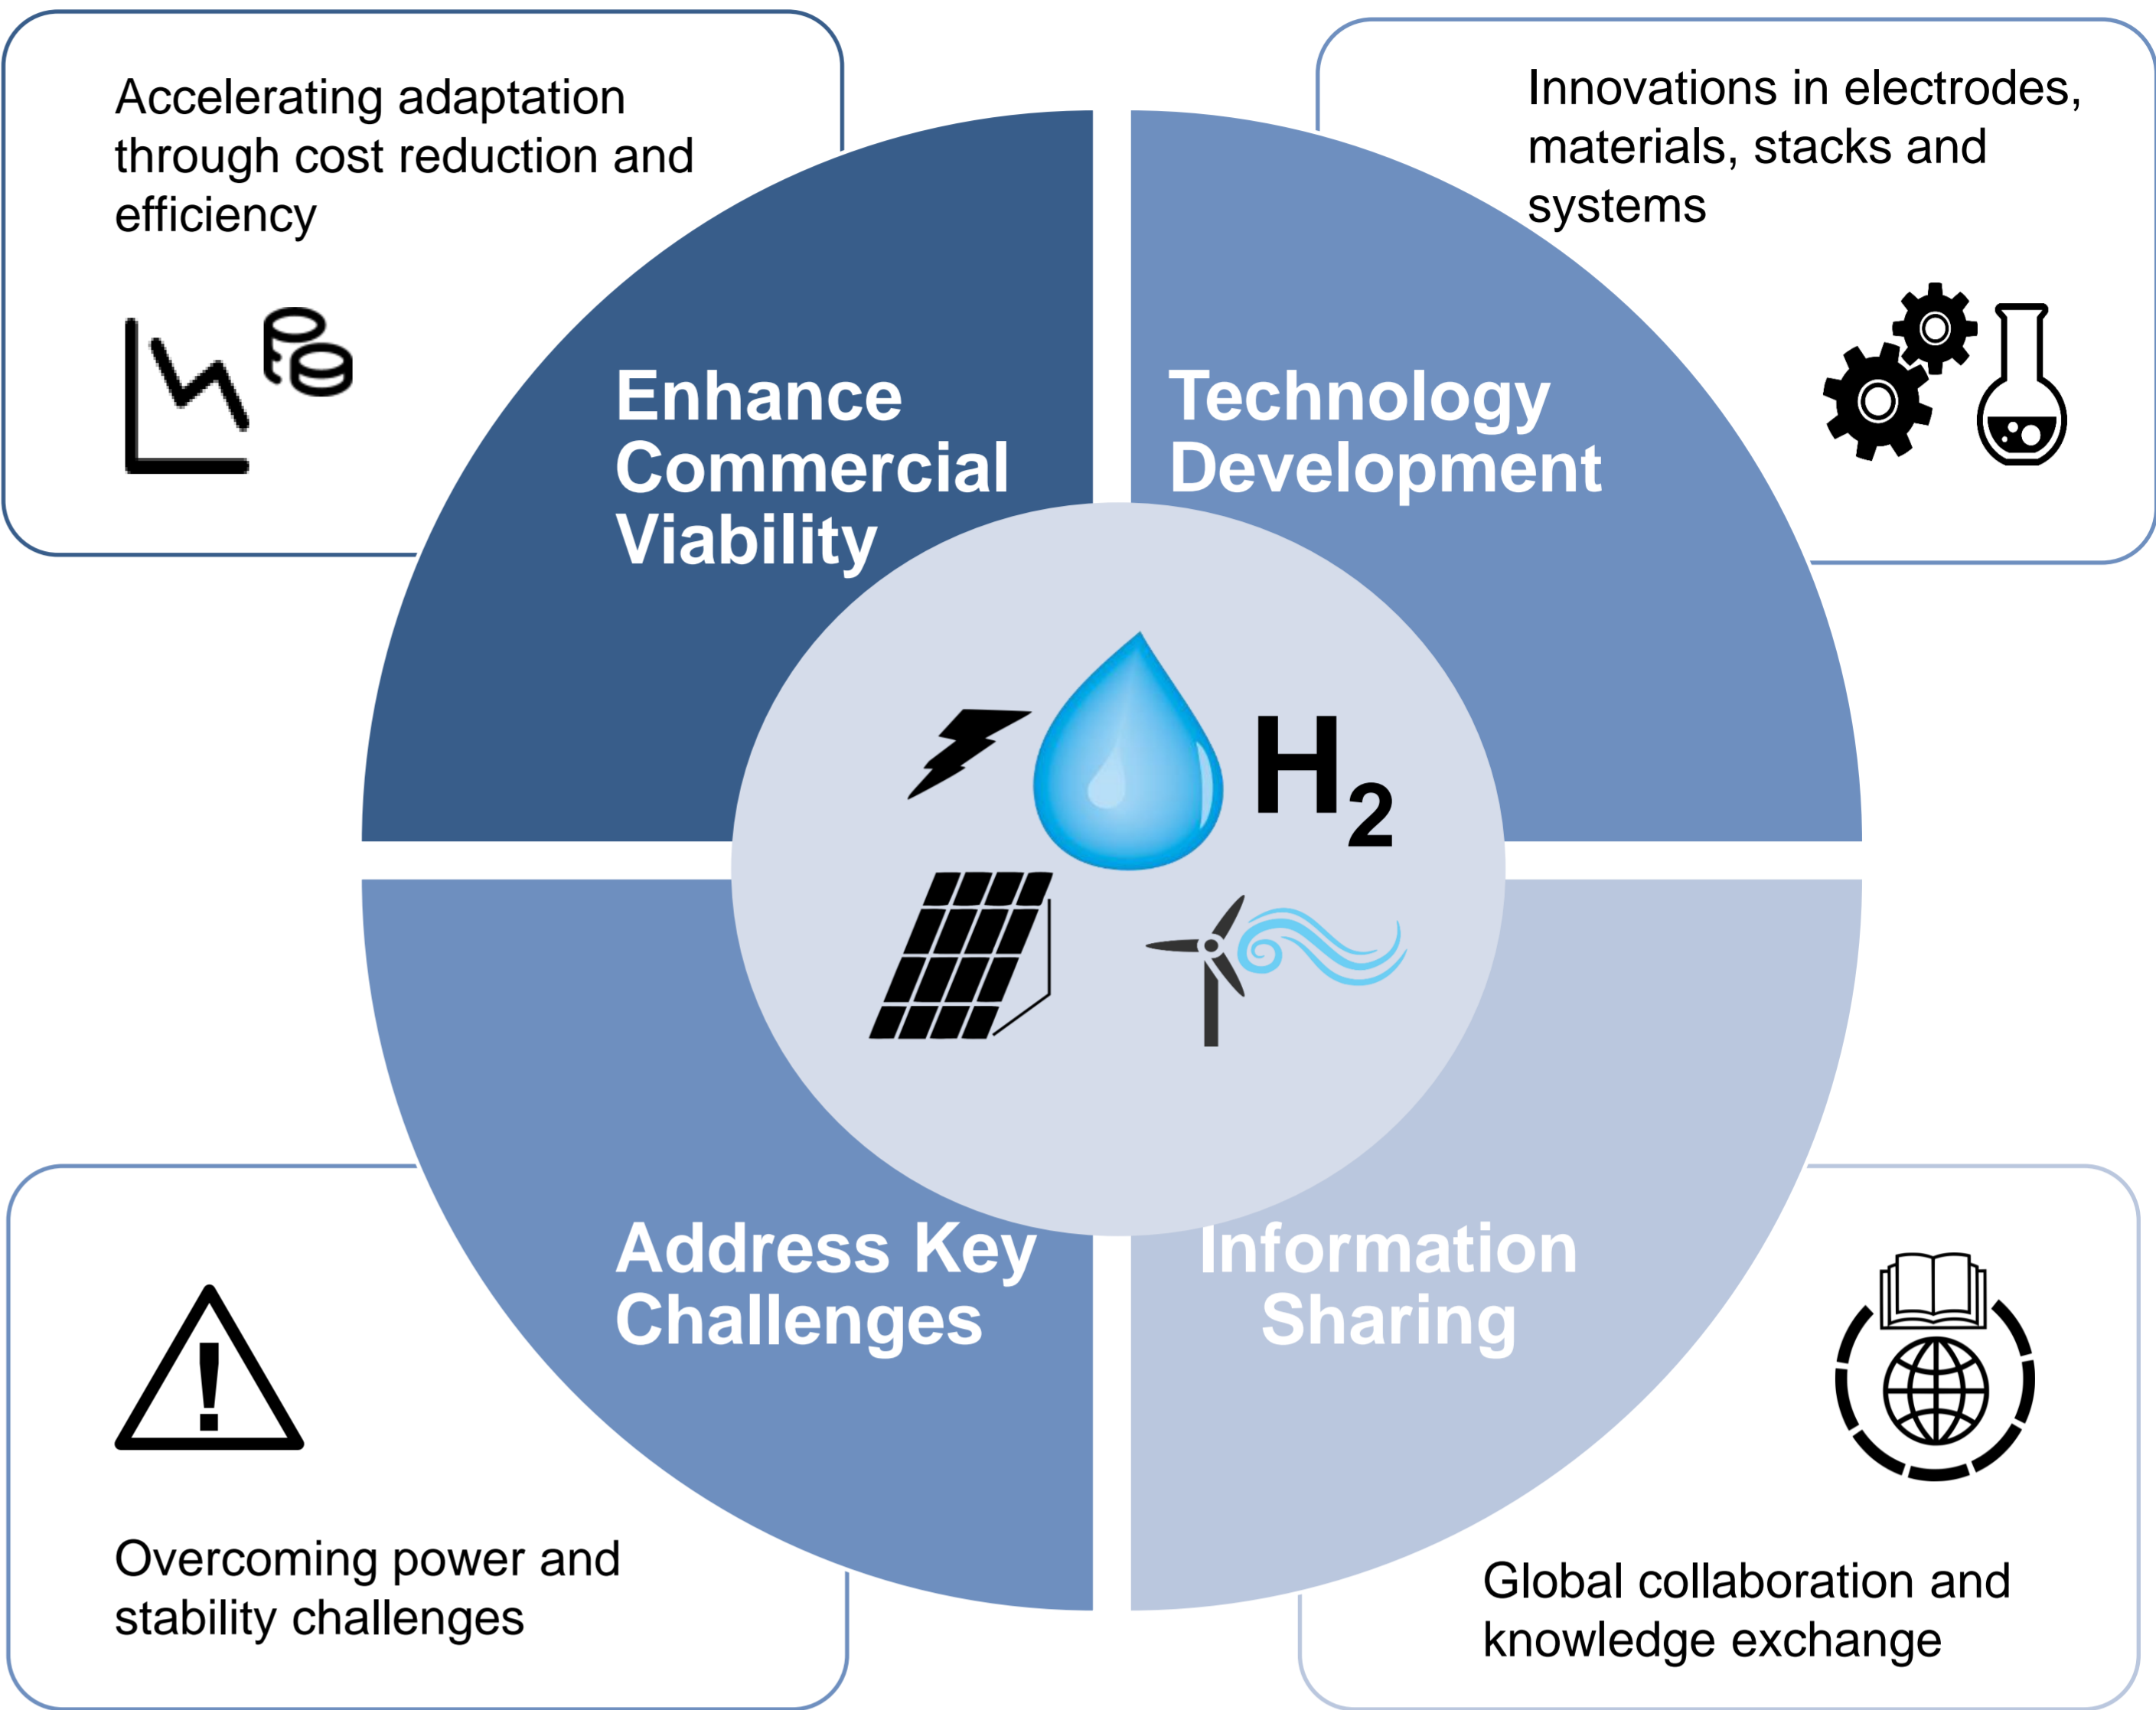 Accelerating adaptation
through cost reduction and
efficiency
Innovations in electrodes,
materials, stacks and
systems
Enhance
Commercial
Viability
Technology
Development
H2
Address Key
Challenges
Information
Sharing
!
Overcoming power and
stability challenges
Global collaboration and
knowledge exchange